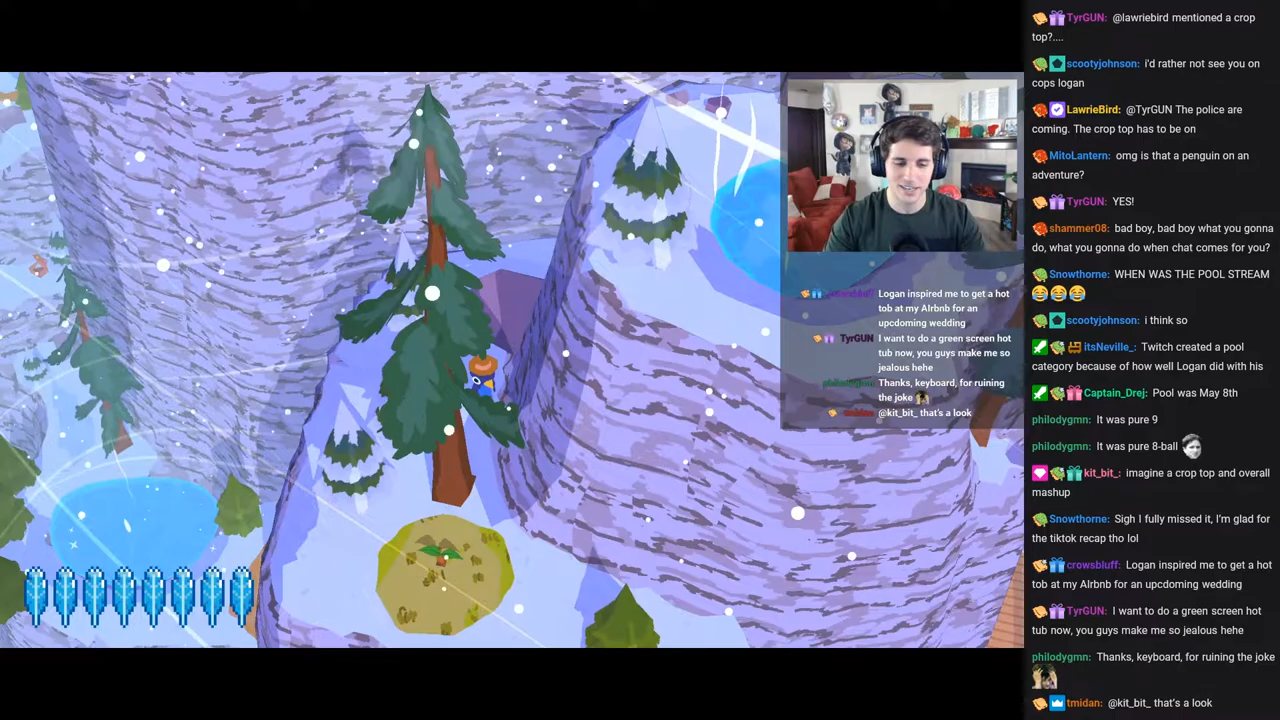 Logan inspired me to get a hot
tob at my AIrbnb for an
upcdoming wedding
TyrGUN I want to do a green screen hot
tub now, you guys make me so
jealous hehe
philodygmn: Thanks, keyboard, for ruining
the joke
tmidan @kit_bit_ that's a look
TyrGUN: @lawriebird mentioned a crop
top?....
scootyjohnson: i'd rather not see you on
cops logan
LawrieBird: @TyrGUN The police are
coming. The crop top has to be on
MitoLantern: omg is that a penguin on an
adventure?
TyrGUN: YES!
shammer08: bad boy, bad boy what you gonna
do, what you gonna do when chat comes for you?
Snowthorne: WHEN WAS THE POOL STREAM
scootyjohnson: i think so
itsNeville_: Twitch created a pool
category because of how well Logan did with his
Captain_Drej: Pool was May 8th
philodygmn: It was pure 9
philodygmn: It was pure 8-ball
kit_bit_: imagine a crop top and overall
mashup
Snowthorne: Sigh I fully missed it, I'm glad for
the tiktok recap tho lol
crowsbluff: Logan inspired me to get a hot
tob at my AIrbnb for an upcdoming wedding
TyrGUN: I want to do a green screen hot
tub now, you guys make me so jealous hehe
philodygmn: Thanks, keyboard, for ruining the joke
tmidan: @kit_bit_ that's a look